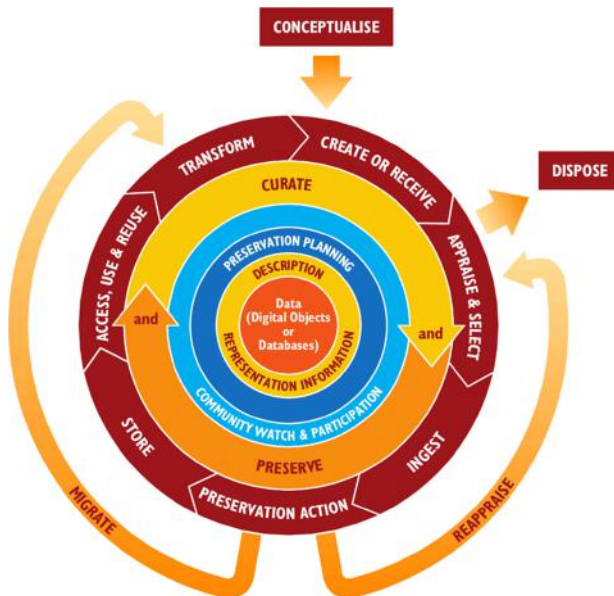 CONCEPTUALISE
DISPOSE
TRANSFORM
CREATE OR RECEIVE
APPRAISE & SELECT
INGEST
PRESERVATION ACTION
STORE
ACCESS, USE & REUSE
CURATE
and
PRESERVE
and
PRESERVATION PLANNING
COMMUNITY WATCH & PARTICIPATION
DESCRIPTION
REPRESENTATION INFORMATION
Data
(Digital Objects
or
Databases)
MIGRATE
REAPPRAISE